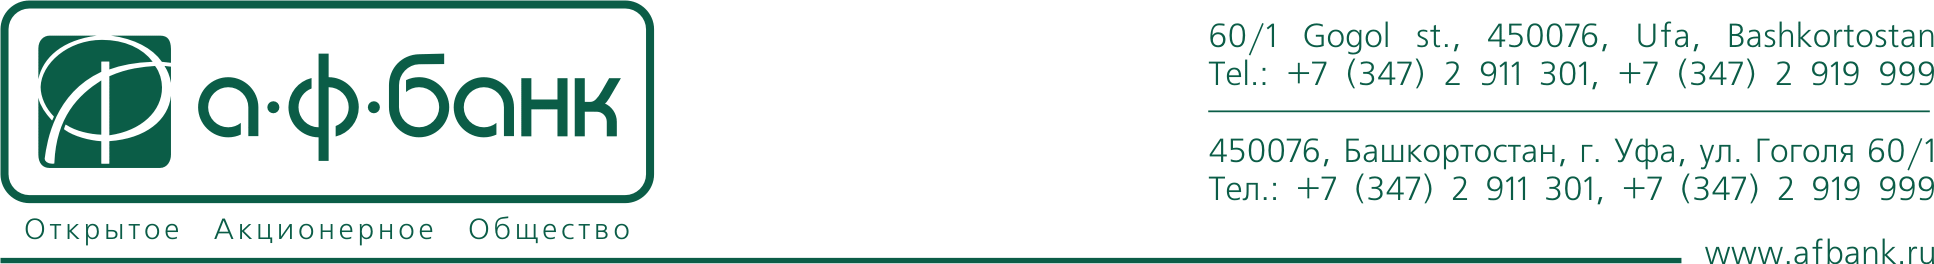 а·ф·банк
Открытое Акционерное Общество
60/1 Gogol st., 450076, Ufa, Bashkortostan
Tel.: +7 (347) 2 911 301, +7 (347) 2 919 999
450076, Башкортостан, г. Уфа, ул. Гоголя 60/1
Тел.: +7 (347) 2 911 301, +7 (347) 2 919 999
www.afbank.ru